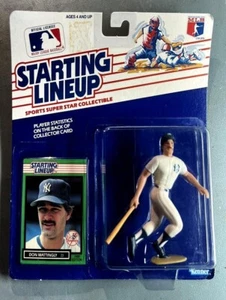 AGES 4 AND UP
STARTING
LINEUP
SPORTS SUPER STAR COLLECTIBLE
PLAYER STATISTICS
ON THE BACK OF
COLLECTOR CARD
STARTING
LINEUP
DON MATTINGLY
Kenner